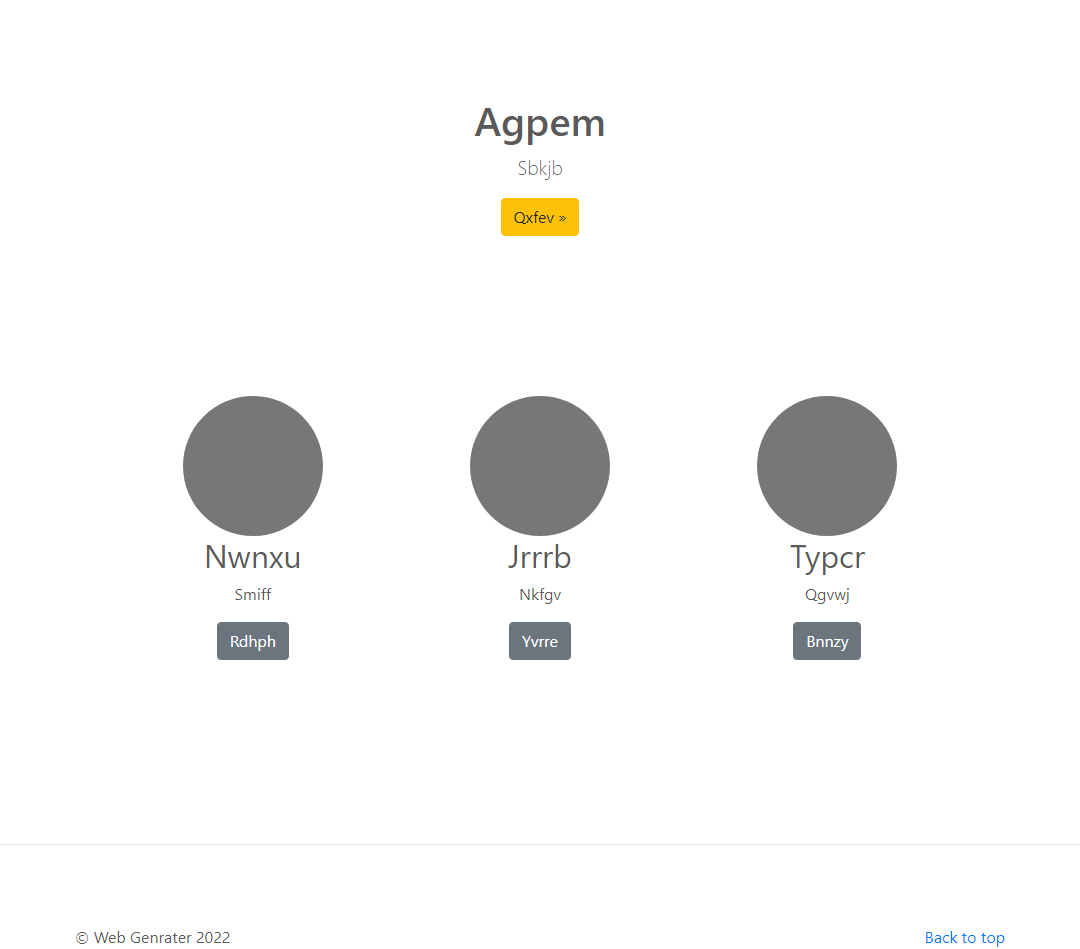 Agpem
Sbkjb
Qxfev »
Nwnxu
Smiff
Rdhph
Jrrrb
Nkfgv
Yvrre
Typcr
Qgvwj
Bnnzy
© Web Genrater 2022
Back to top